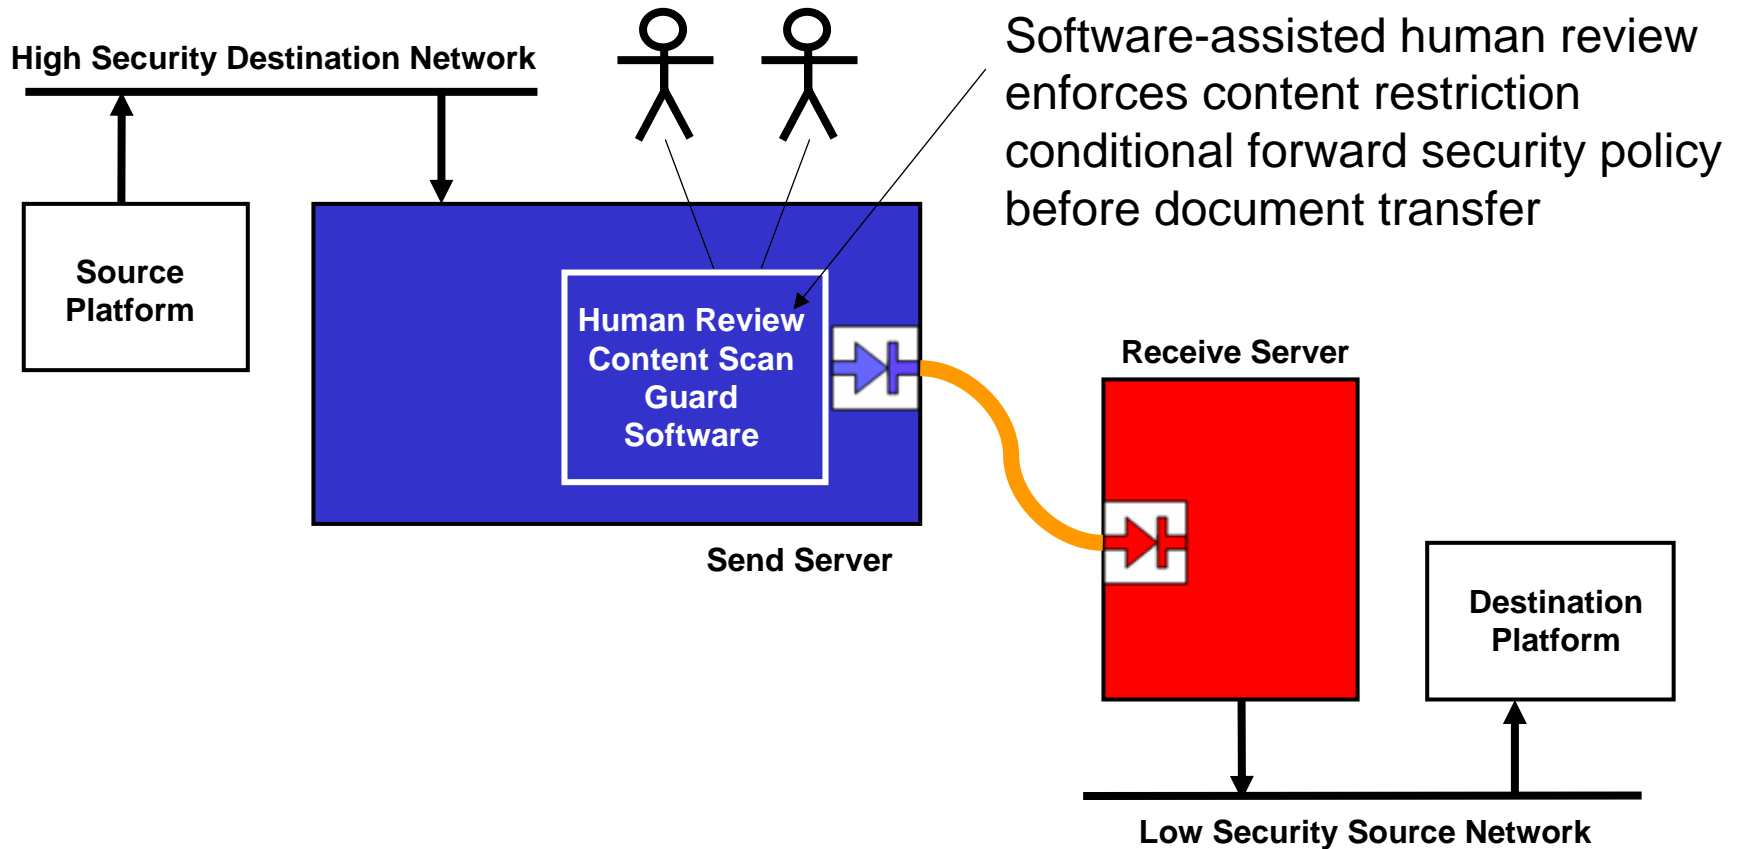 High Security Destination Network
Software-assisted human review
enforces content restriction
conditional forward security policy
before document transfer
Source
Platform
Human Review
Content Scan
Guard
Software
Receive Server
Send Server
Destination
Platform
Low Security Source Network